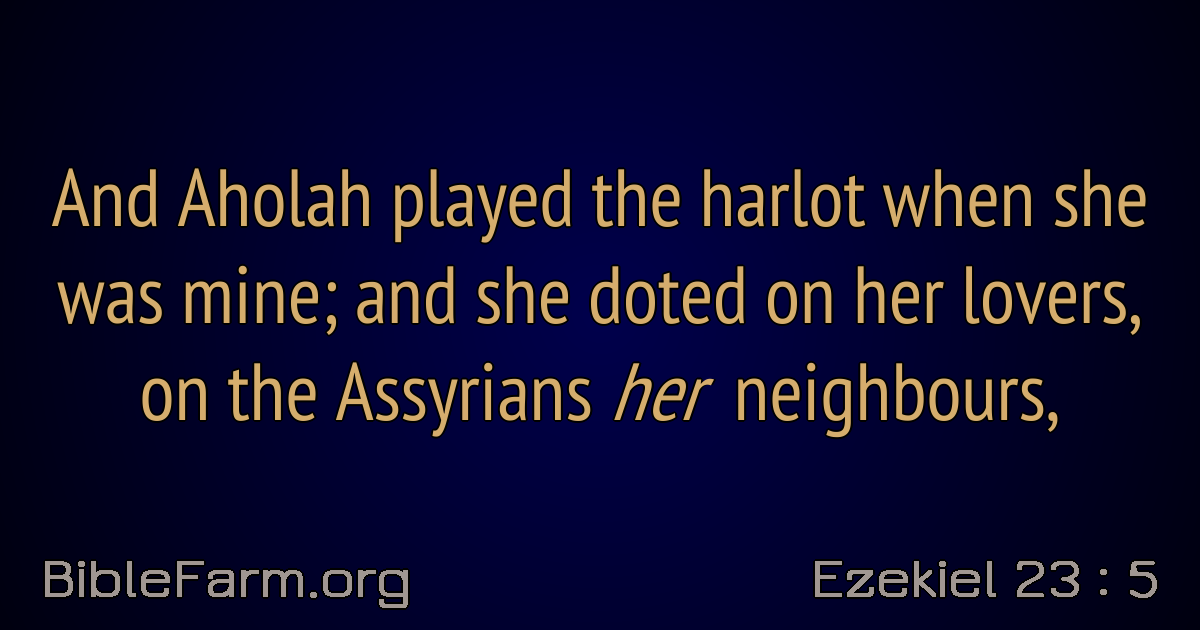 And Aholah played the harlot when she
was mine; and she doted on her lovers,
on the Assyrians her neighbours,
BibleFarm.org
Ezekiel 23 : 5